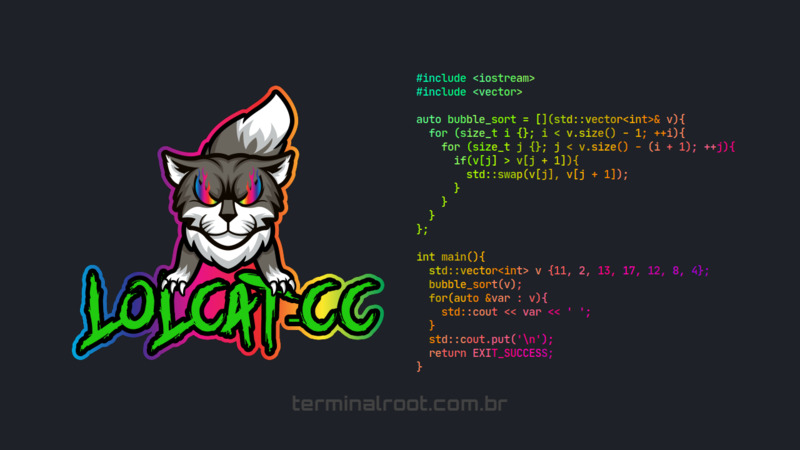 LOLCAT-CC
#include <iostream>
#include <vector>

auto bubble_sort = [](std::vector<int>& v){
  for (size_t i {}; i < v.size() - 1; ++i){
    for (size_t j {}; j < v.size() - (i + 1); ++j){
      if(v[j] > v[j + 1]){
        std::swap(v[j], v[j + 1]);
      }
    }
  }
};

int main(){
  std::vector<int> v {11, 2, 13, 17, 12, 8, 4};
  bubble_sort(v);
  for(auto &var : v){
    std::cout << var << ' ';
  }
  std::cout.put('\n');
  return EXIT_SUCCESS;
}
terminalroot.com.br